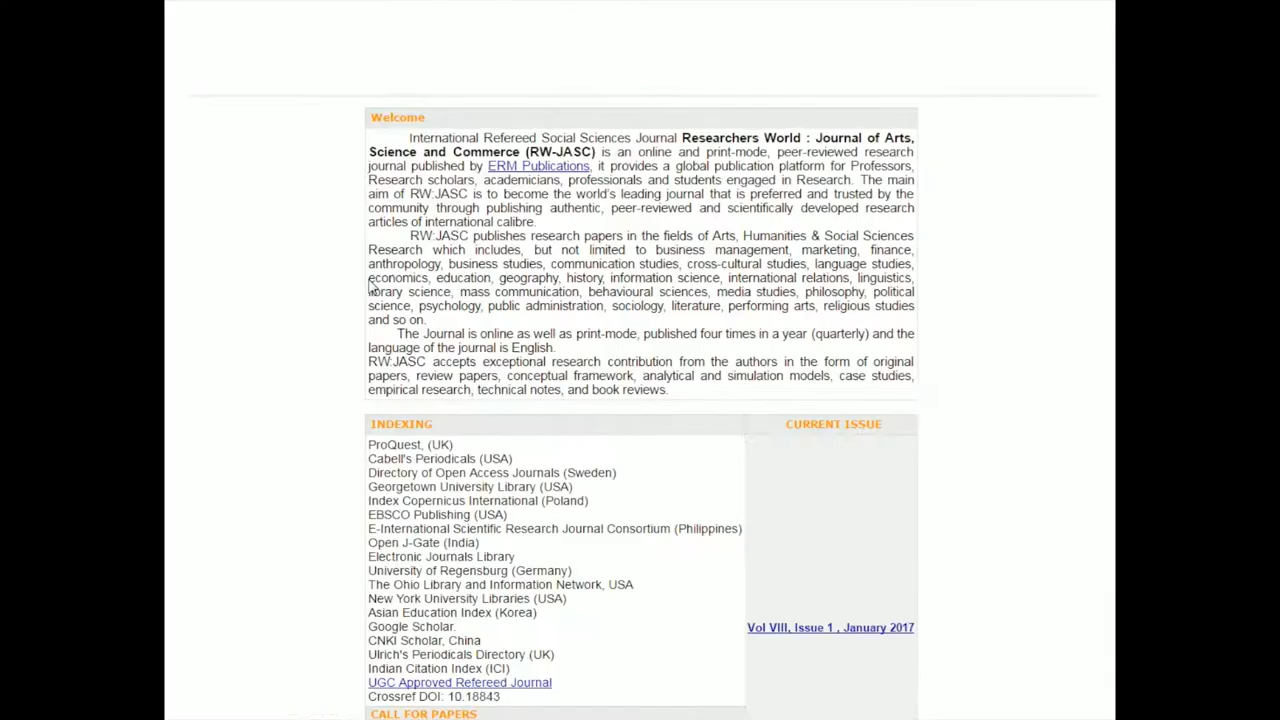 Welcome
International Refereed Social Sciences Journal Researchers World : Journal of Arts,
Science and Commerce (RW-JASC) is an online and print-mode, peer-reviewed research
journal published by ERM Publications, it provides a global publication platform for Professors,
Research scholars, academicians, professionals and students engaged in Research. The main
aim of RW:JASC is to become the world's leading journal that is preferred and trusted by the
community through publishing authentic, peer-reviewed and scientifically developed research
articles of international calibre.
RW:JASC publishes research papers in the fields of Arts, Humanities & Social Sciences
Research which includes, but not limited to business management, marketing, finance,
anthropology, business studies, communication studies, cross-cultural studies, language studies,
economics, education, geography, history, information science, international relations, linguistics,
library science, mass communication, behavioural sciences, media studies, philosophy, political
science, psychology, public administration, sociology, literature, performing arts, religious studies
and so on.
The Journal is online as well as print-mode, published four times in a year (quarterly) and the
language of the journal is English.
RW:JASC accepts exceptional research contribution from the authors in the form of original
papers, review papers, conceptual framework, analytical and simulation models, case studies,
empirical research, technical notes, and book reviews.
INDEXING
ProQuest, (UK)
Cabell's Periodicals (USA)
Directory of Open Access Journals (Sweden)
Georgetown University Library (USA)
Index Copernicus International (Poland)
EBSCO Publishing (USA)
E-International Scientific Research Journal Consortium (Philippines)
Open J-Gate (India)
Electronic Journals Library
University of Regensburg (Germany)
The Ohio Library and Information Network, USA
New York University Libraries (USA)
Asian Education Index (Korea)
Google Scholar.
CNKI Scholar, China
Ulrich's Periodicals Directory (UK)
Indian Citation Index (ICI)
UGC Approved Refereed Journal
Crossref DOI: 10.18843
CURRENT ISSUE
Vol VIII, Issue 1 , January 2017
CALL FOR PAPERS